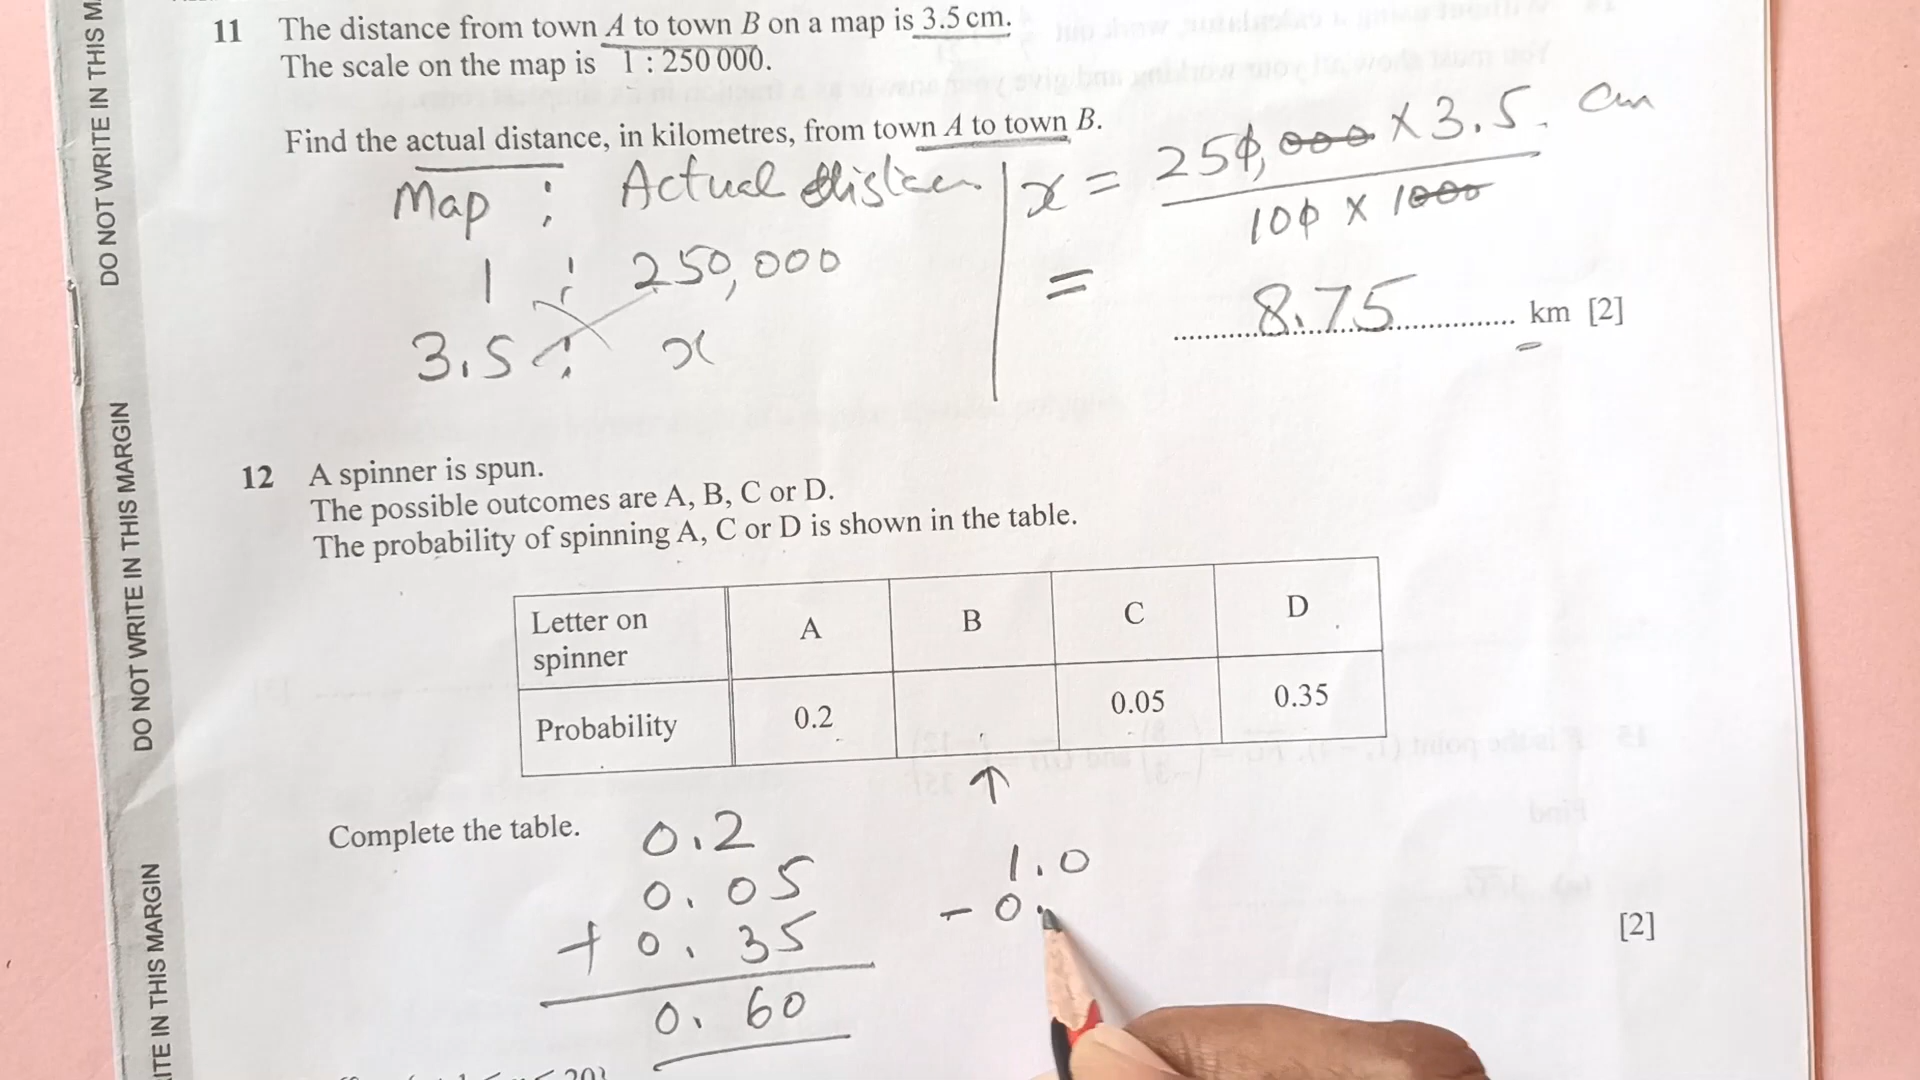 11 The distance from town A to town B on a map is 3.5 cm.
The scale on the map is 1 : 250 000.
Find the actual distance, in kilometres, from town A to town B.
Map : Actual
1 : 250,000
3.5 : x
x = 250,000 × 3.5 cm
100 × 1000
= 8.75 km [2]
12 A spinner is spun.
The possible outcomes are A, B, C or D.
The probability of spinning A, C or D is shown in the table.
Letter on spinner A B C D
Probability 0.2 0.05 0.35
↑
Complete the table.
0.2
0.05
+ 0.35
0.60
1.0
- 0.
[2]
DO NOT WRITE IN THIS M
DO NOT WRITE IN THIS MARGIN
ITE IN THIS MARGIN